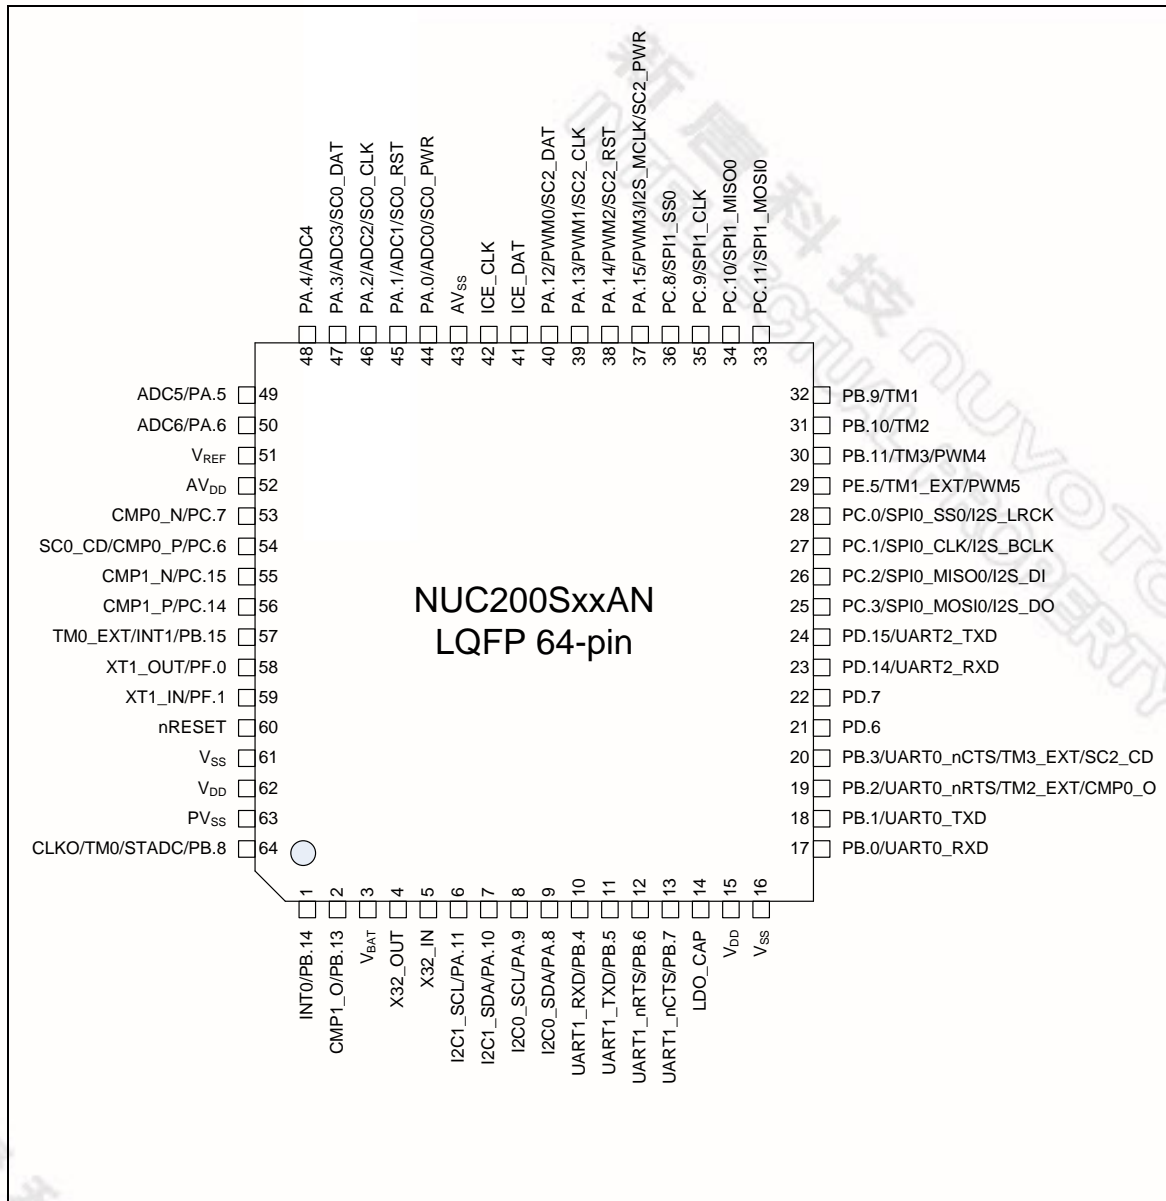 48 PA.4/ADC4
47 PA.3/ADC3/SC0_DAT
46 PA.2/ADC2/SC0_CLK
45 PA.1/ADC1/SC0_RST
44 PA.0/ADC0/SC0_PWR
43 AVSS
42 ICE_CLK
41 ICE_DAT
40 PA.12/PWM0/SC2_DAT
39 PA.13/PWM1/SC2_CLK
38 PA.14/PWM2/SC2_RST
37 PA.15/PWM3/I2S_MCLK/SC2_PWR
36 PC.8/SPI1_SS0
35 PC.9/SPI1_CLK
34 PC.10/SPI1_MISO0
33 PC.11/SPI1_MOSI0
ADC5/PA.5 49
ADC6/PA.6 50
VREF 51
AVDD 52
CMP0_N/PC.7 53
SC0_CD/CMP0_P/PC.6 54
CMP1_N/PC.15 55
CMP1_P/PC.14 56
TM0_EXT/INT1/PB.15 57
XT1_OUT/PF.0 58
XT1_IN/PF.1 59
nRESET 60
VSS 61
VDD 62
PVSS 63
CLKO/TM0/STADC/PB.8 64
NUC200SxxAN
LQFP 64-pin
32 PB.9/TM1
31 PB.10/TM2
30 PB.11/TM3/PWM4
29 PE.5/TM1_EXT/PWM5
28 PC.0/SPI0_SS0/I2S_LRCK
27 PC.1/SPI0_CLK/I2S_BCLK
26 PC.2/SPI0_MISO0/I2S_DI
25 PC.3/SPI0_MOSI0/I2S_DO
24 PD.15/UART2_TXD
23 PD.14/UART2_RXD
22 PD.7
21 PD.6
20 PB.3/UART0_nCTS/TM3_EXT/SC2_CD
19 PB.2/UART0_nRTS/TM2_EXT/CMP0_O
18 PB.1/UART0_TXD
17 PB.0/UART0_RXD
1 INT0/PB.14
2 CMP1_O/PB.13
3 VBAT
4 X32_OUT
5 X32_IN
6 I2C1_SCL/PA.11
7 I2C1_SDA/PA.10
8 I2C0_SCL/PA.9
9 I2C0_SDA/PA.8
10 UART1_RXD/PB.4
11 UART1_TXD/PB.5
12 UART1_nRTS/PB.6
13 UART1_nCTS/PB.7
14 LDO_CAP
15 VDD
16 VSS
新唐科技 nuvoTo
INTELLECTUAL PROPERTY